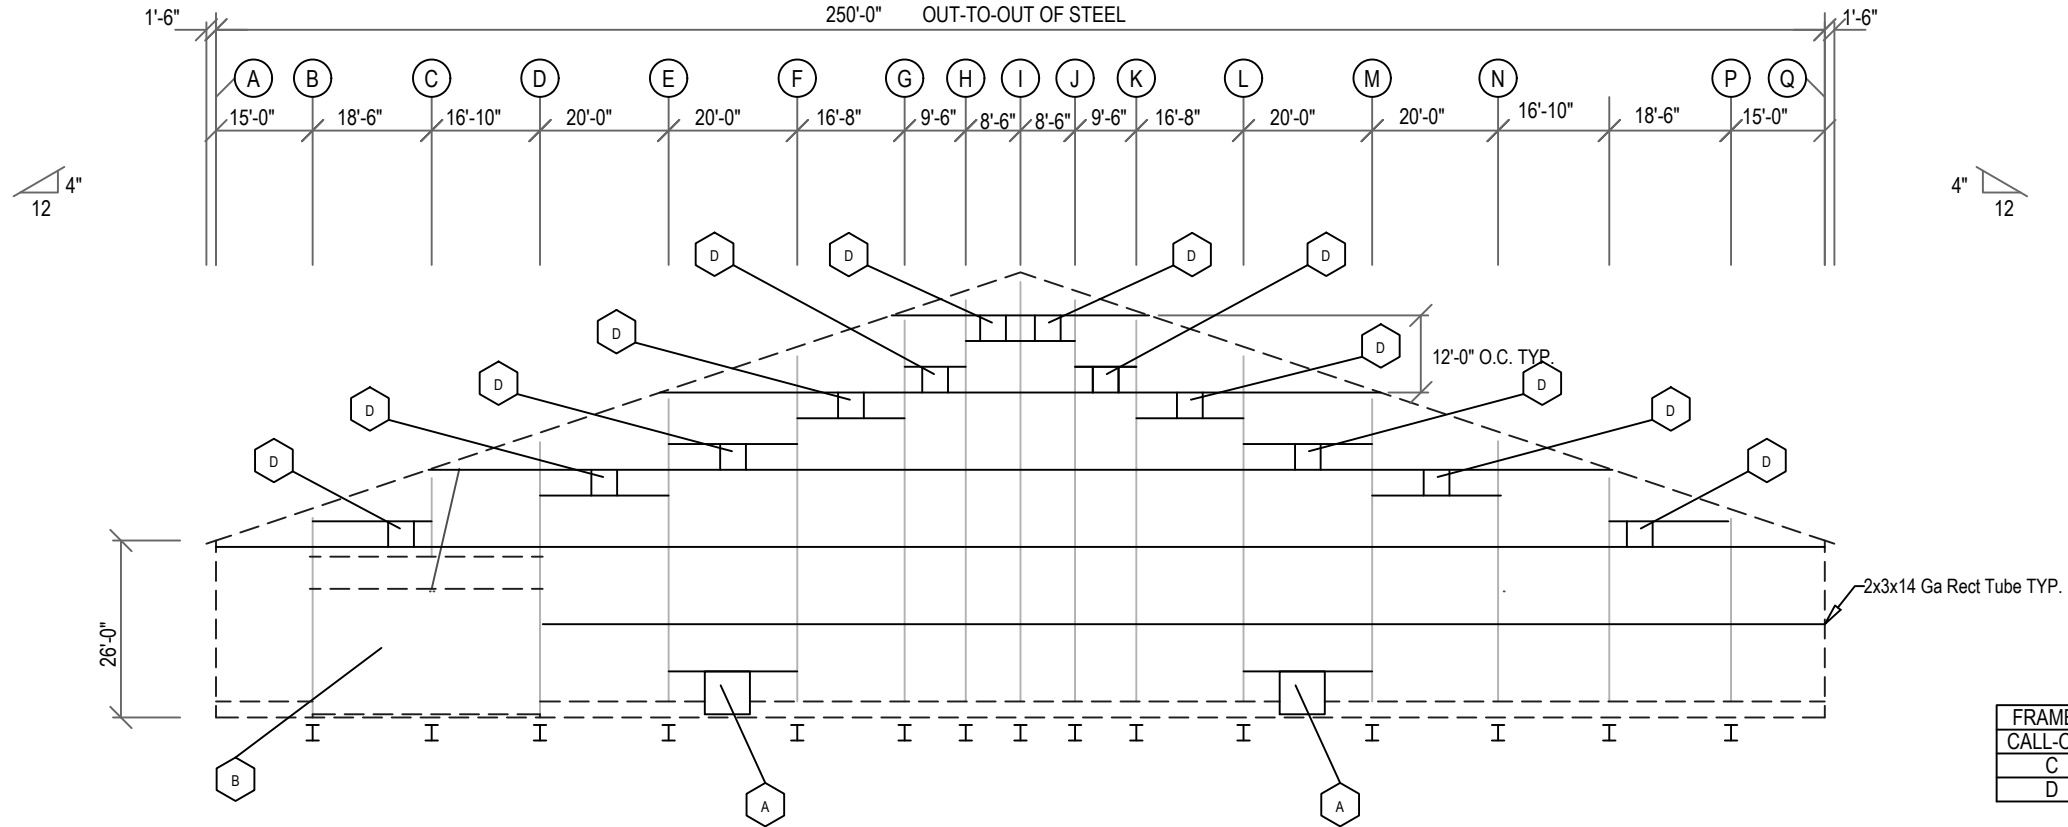 1'-6" 250'-0" OUT-TO-OUT OF STEEL 1'-6"
A B C D E F G H I J K L M N P Q
15'-0" 18'-6" 16'-10" 20'-0" 20'-0" 16'-8" 9'-6" 8'-6" 8'-6" 9'-6" 16'-8" 20'-0" 20'-0" 16'-10" 18'-6" 15'-0"
4" 4"
12 12
D D D D
D D
12'-0" O.C. TYP.
D D
D D
D D
2x3x14 Ga Rect Tube TYP.
26'-0"
B A A
FRAME
CALL-O
C
D